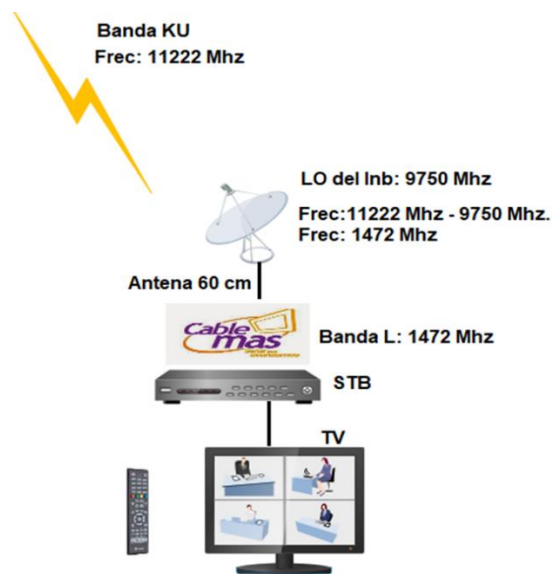 Banda KU
Frec: 11222 Mhz
LO del lnb: 9750 Mhz
Frec:11222 Mhz - 9750 Mhz.
Frec: 1472 Mhz
Antena 60 cm
Cable
mas
Banda L: 1472 Mhz
STB
TV